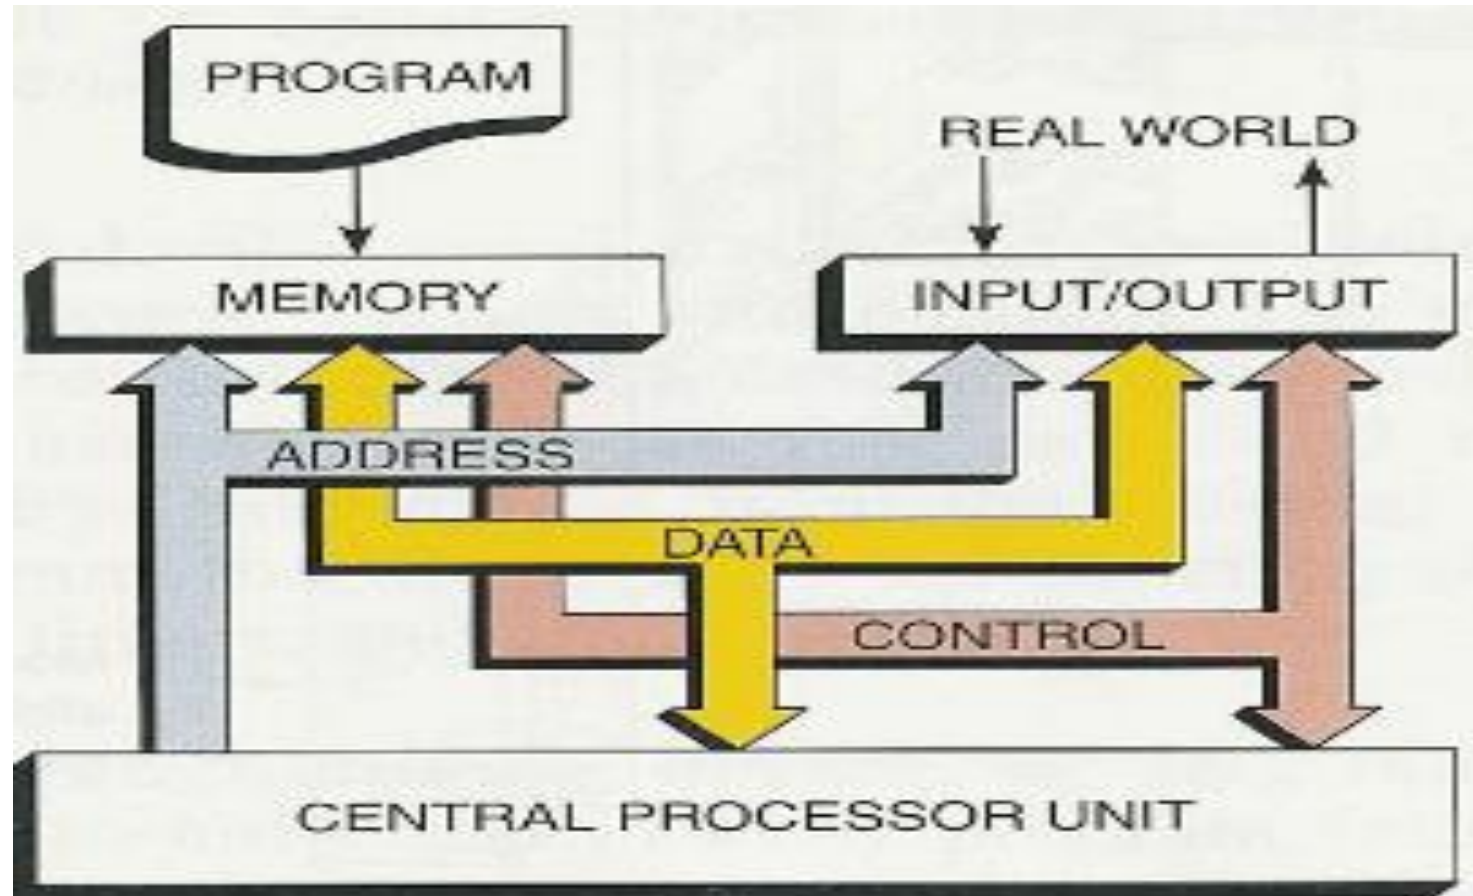 PROGRAM
REAL WORLD
MEMORY
INPUT/OUTPUT
ADDRESS
DATA
CONTROL
CENTRAL PROCESSOR UNIT